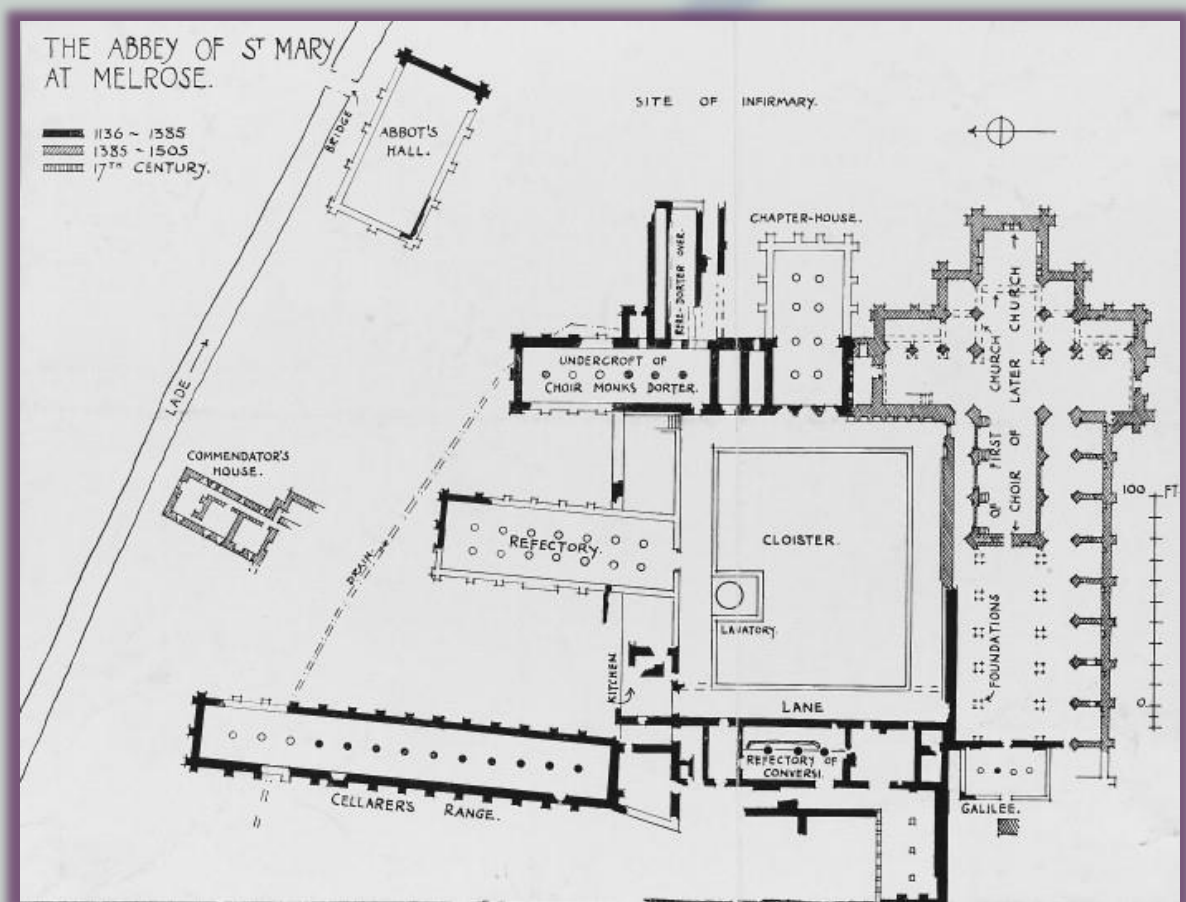 THE ABBEY OF ST MARY
AT MELROSE.
1136 ~ 1385
1385 ~ 1505
17TH CENTURY.
BRIDGE
ABBOT'S
HALL.
SITE OF INFIRMARY.
LADE
COMMENDATOR'S
HOUSE.
CHAPTER-HOUSE.
RERE-DORTER OVER.
UNDERCROFT OF
CHOIR MONKS DORTER.
DRAIN
REFECTORY.
CLOISTER.
LAVATORY.
KITCHEN
LANE
REFECTORY OF
CONVERSI.
CELLARER'S RANGE.
GALILEE.
FOUNDATIONS OF FIRST CHURCH
CHOIR OF LATER CHURCH
100 FT
0